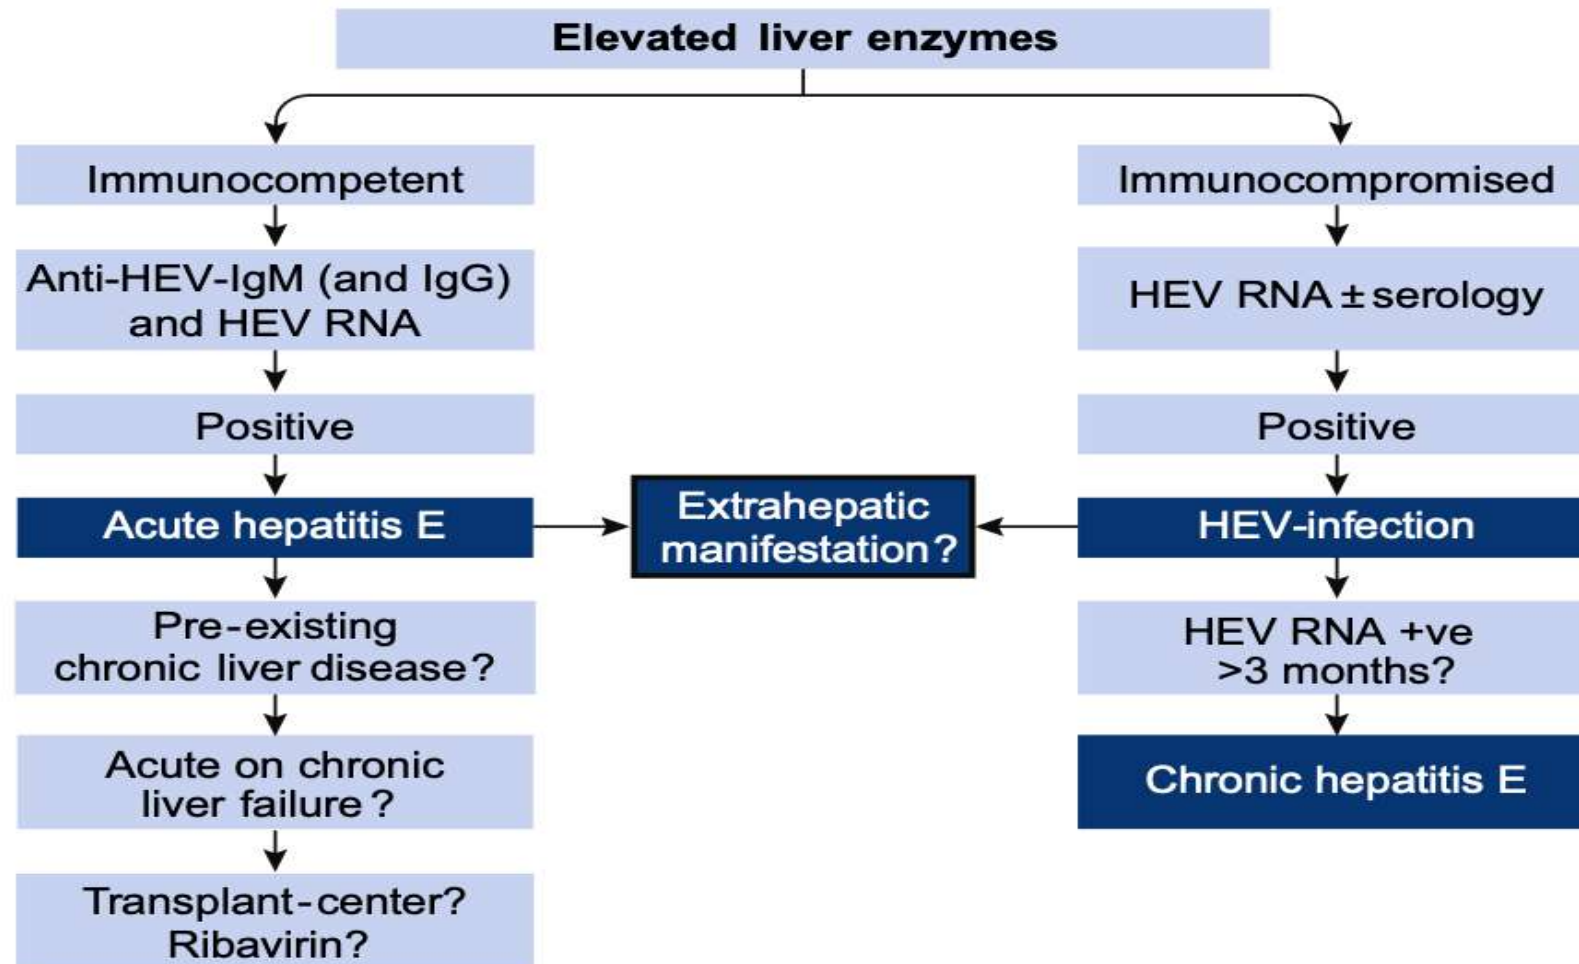 Elevated liver enzymes
Immunocompetent
Anti-HEV-IgM (and IgG)
and HEV RNA
Positive
Acute hepatitis E
Pre-existing
chronic liver disease?
Acute on chronic
liver failure?
Transplant-center?
Ribavirin?
Extrahepatic
manifestation?
Immunocompromised
HEV RNA ± serology
Positive
HEV-infection
HEV RNA +ve
>3 months?
Chronic hepatitis E